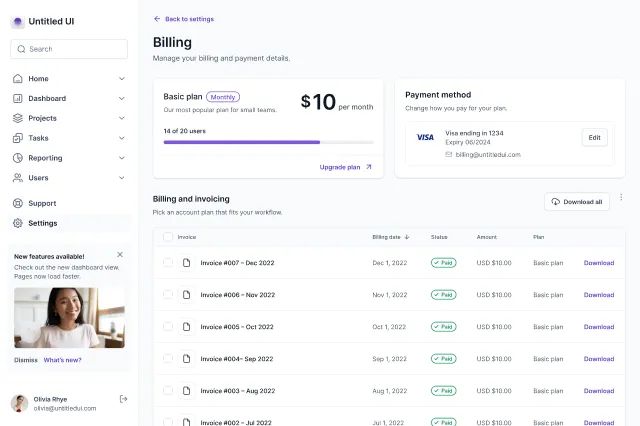 Untitled UI
Search
Home
Dashboard
Projects
Tasks
Reporting
Users
Support
Settings
New features available!
Check out the new dashboard view.
Pages now load faster.
Dismiss What's new?
Olivia Rhye
olivia@untitledui.com
Back to settings
Billing
Manage your billing and payment details.
Basic plan Monthly
Our most popular plan for small teams.
$10 per month
14 of 20 users
Upgrade plan
Payment method
Change how you pay for your plan.
VISA
Visa ending in 1234
Expiry 06/2024
billing@untitledui.com
Edit
Billing and invoicing
Pick an account plan that fits your workflow.
Download all
Invoice Billing date Status Amount Plan
Invoice #007 – Dec 2022 Dec 1, 2022 Paid USD $10.00 Basic plan Download
Invoice #006 – Nov 2022 Nov 1, 2022 Paid USD $10.00 Basic plan Download
Invoice #005 – Oct 2022 Oct 1, 2022 Paid USD $10.00 Basic plan Download
Invoice #004– Sep 2022 Sep 1, 2022 Paid USD $10.00 Basic plan Download
Invoice #003 – Aug 2022 Aug 1, 2022 Paid USD $10.00 Basic plan Download
Invoice #002 – Jul 2022 Jul 1, 2022 Paid USD $10.00 Basic plan Download